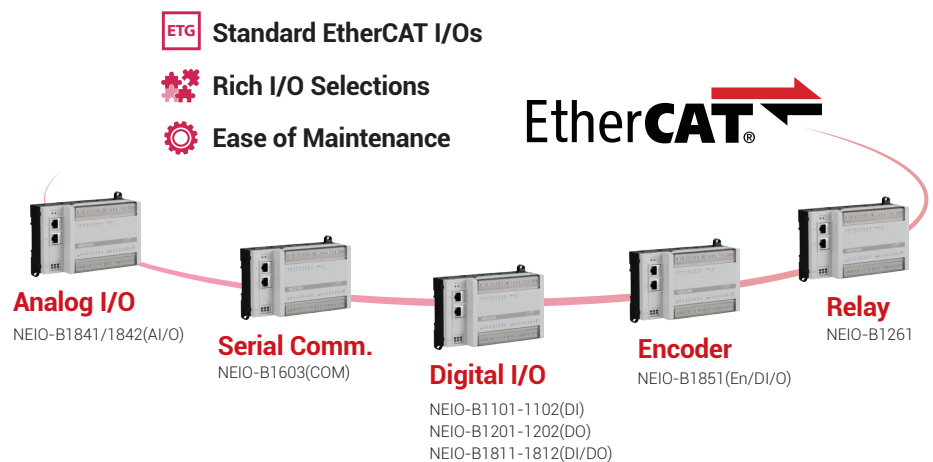 ETG Standard EtherCAT I/Os
Rich I/O Selections
Ease of Maintenance
EtherCAT®
Analog I/O
NEIO-B1841/1842(AI/O)
Serial Comm.
NEIO-B1603(COM)
Digital I/O
NEIO-B1101-1102(DI)
NEIO-B1201-1202(DO)
NEIO-B1811-1812(DI/DO)
Encoder
NEIO-B1851(En/DI/O)
Relay
NEIO-B1261